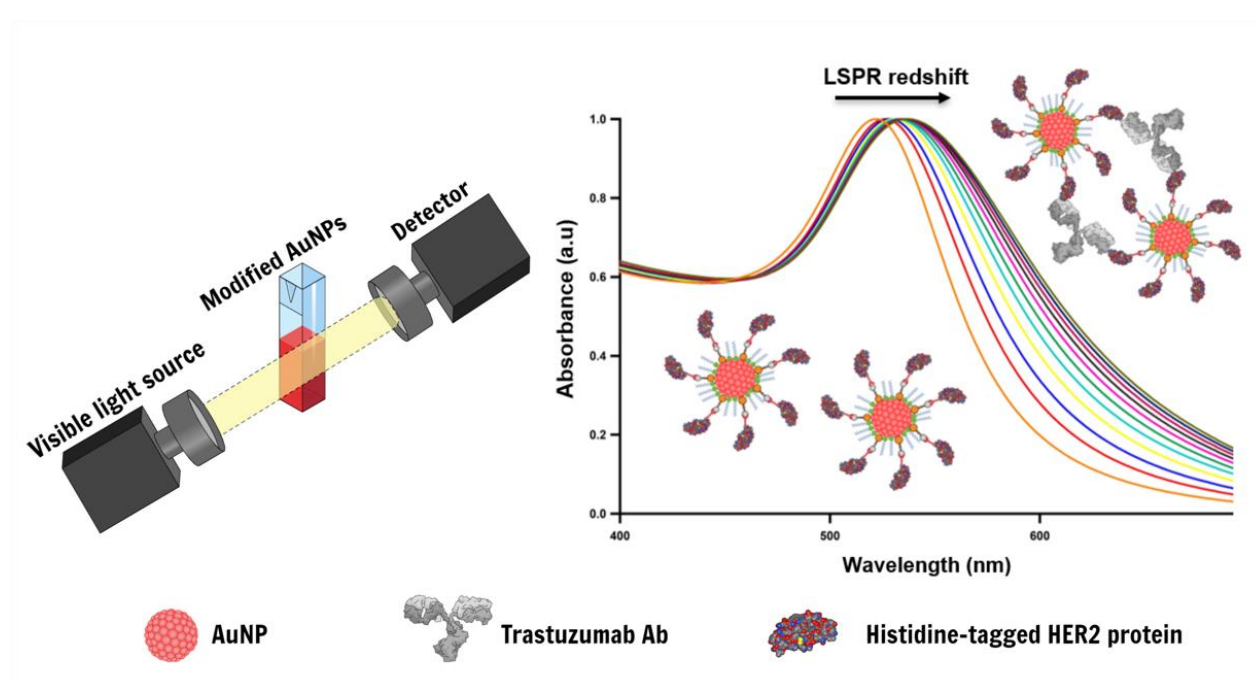 Visible light source
Modified AuNPs
Detector
LSPR redshift
Absorbance (a.u)
1.0
0.8
0.6
0.4
0.2
0.0
400
500
600
Wavelength (nm)
AuNP
Trastuzumab Ab
Histidine-tagged HER2 protein